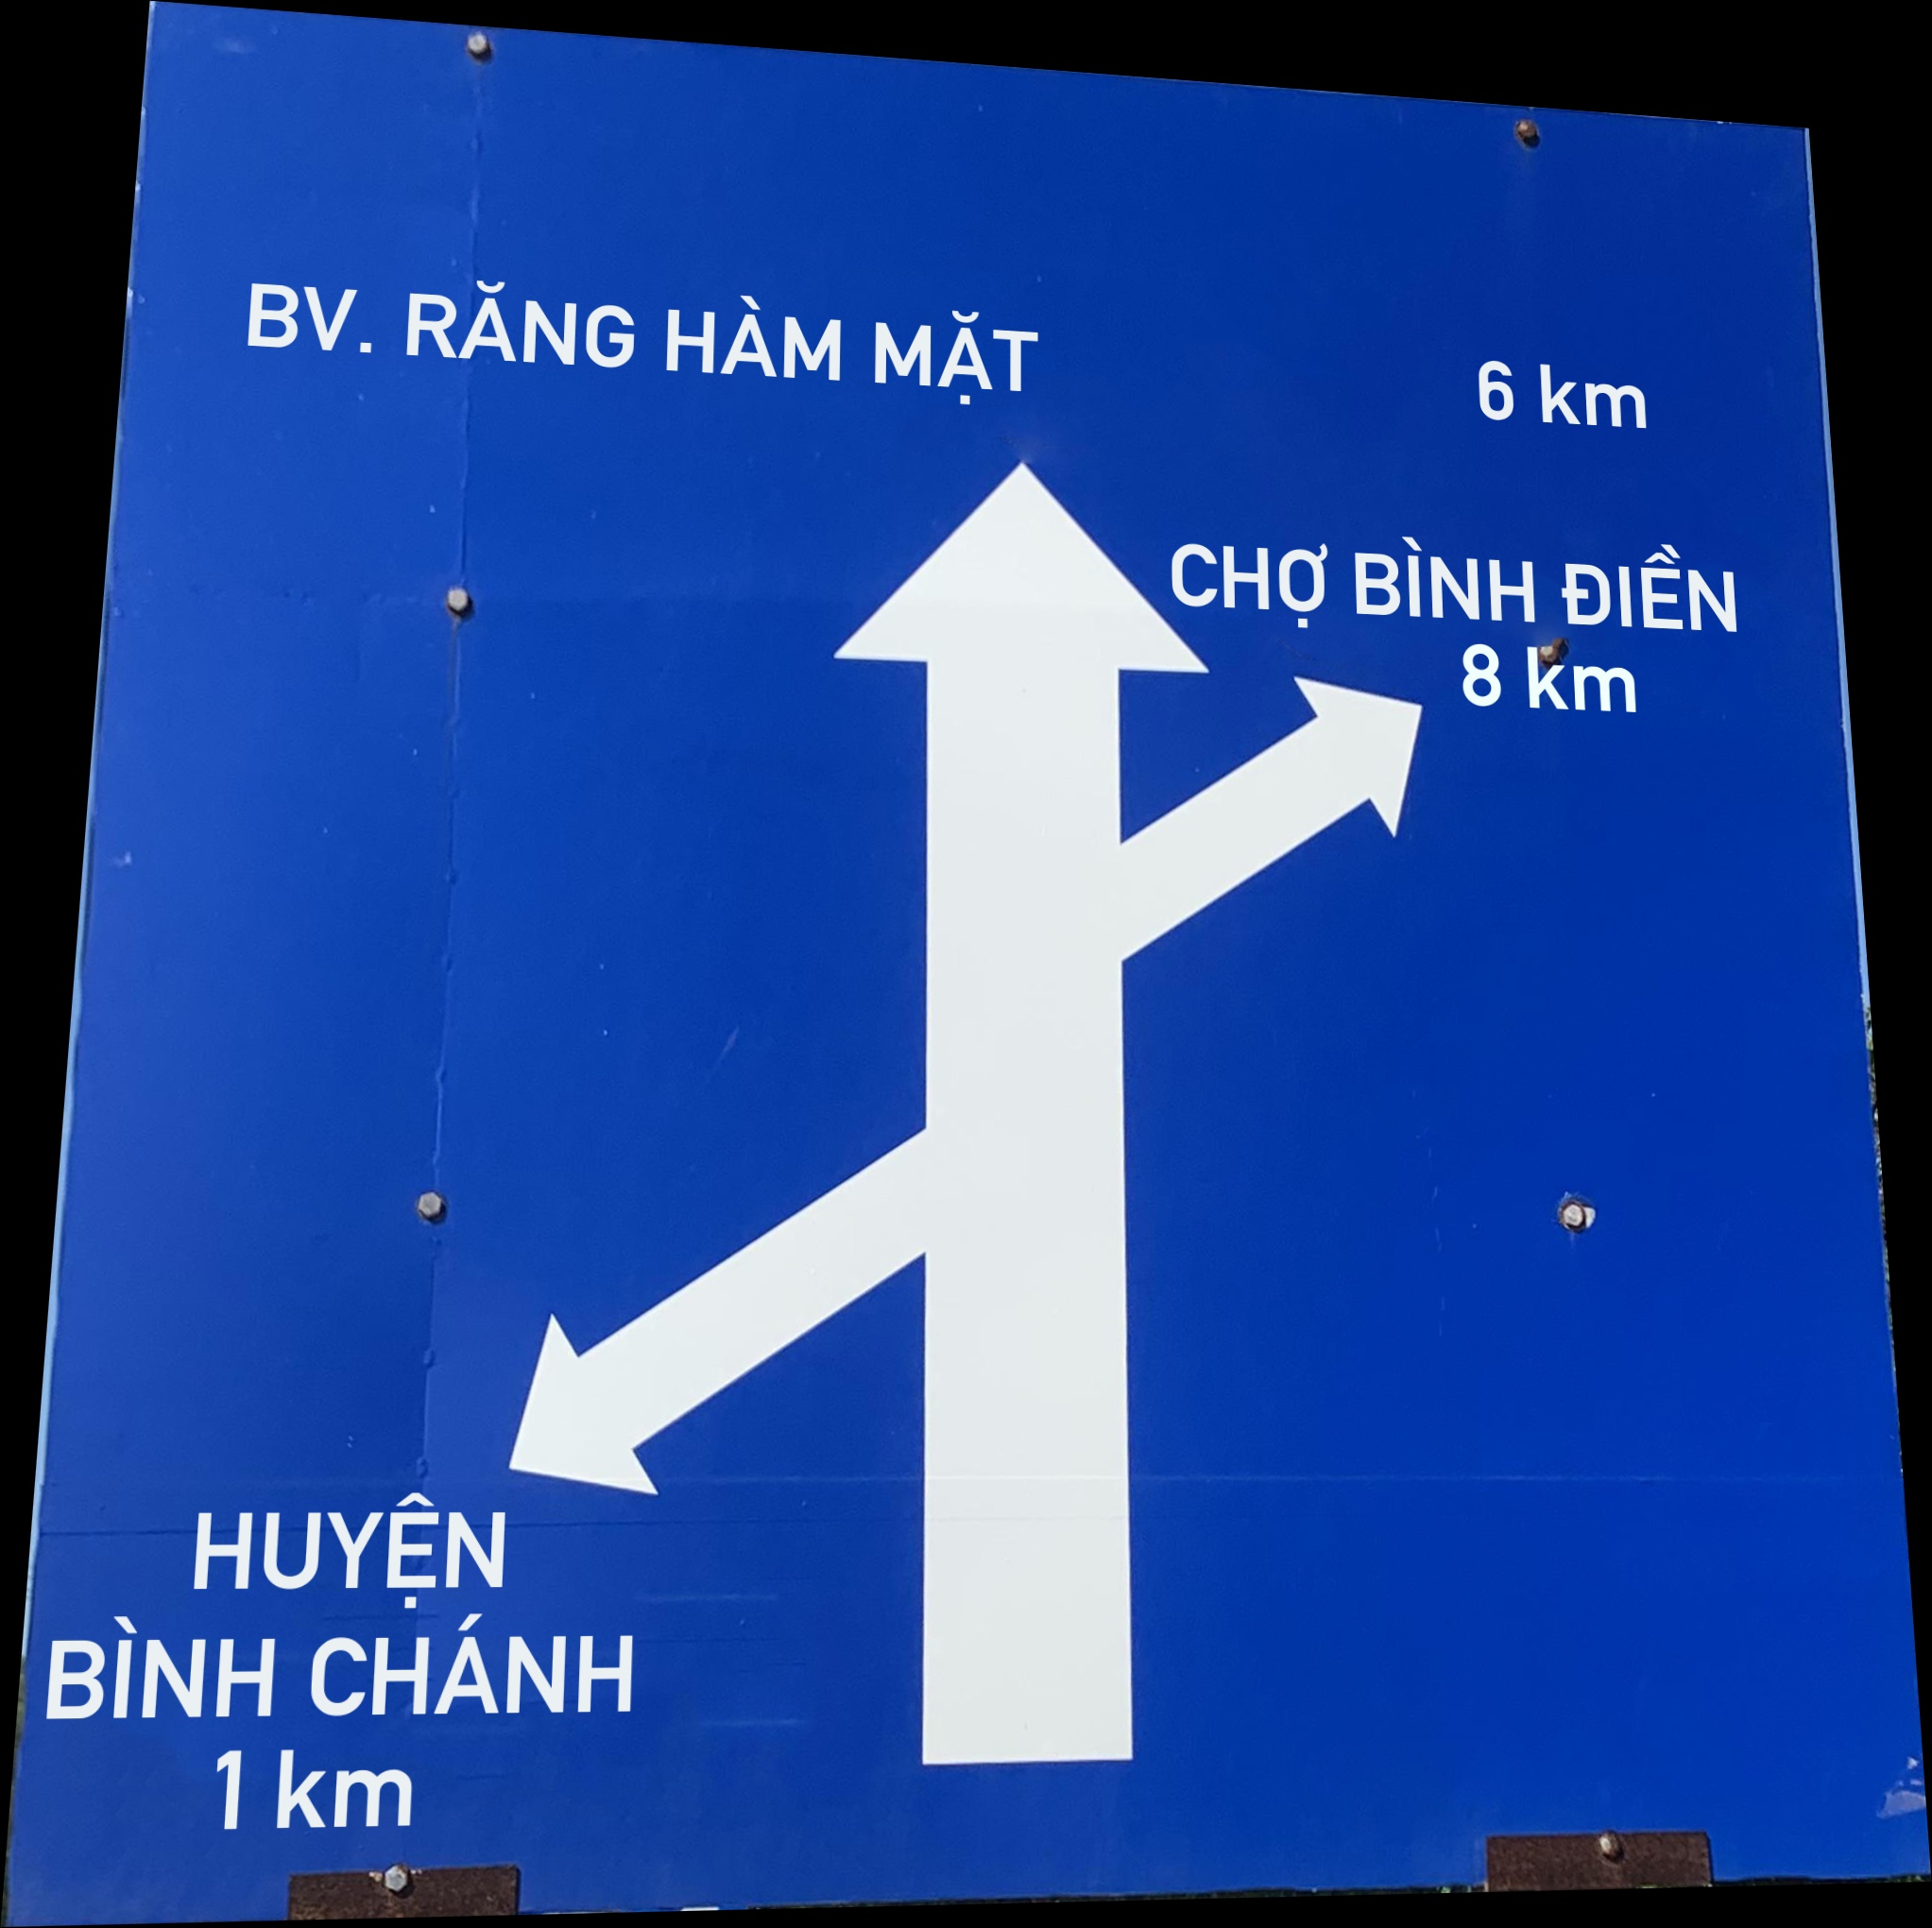 BV. RĂNG HÀM MẶT 6 km
CHỢ BÌNH ĐIỀN
8 km
HUYỆN
BÌNH CHÁNH
1 km